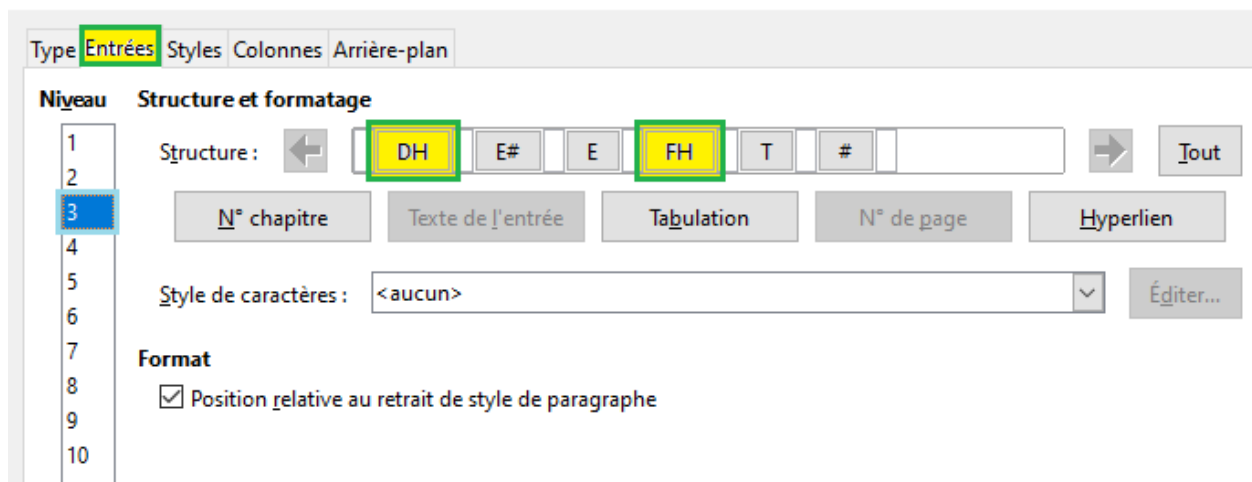 Type Entrées Styles Colonnes Arrière-plan
Niveau Structure et formatage
1
Structure : DH E# E FH T # Tout
2
3
N° chapitre Texte de l'entrée Tabulation N° de page Hyperlien
4
5
Style de caractères : <aucun> Éditer...
6
7
Format
8
Position relative au retrait de style de paragraphe
9
10